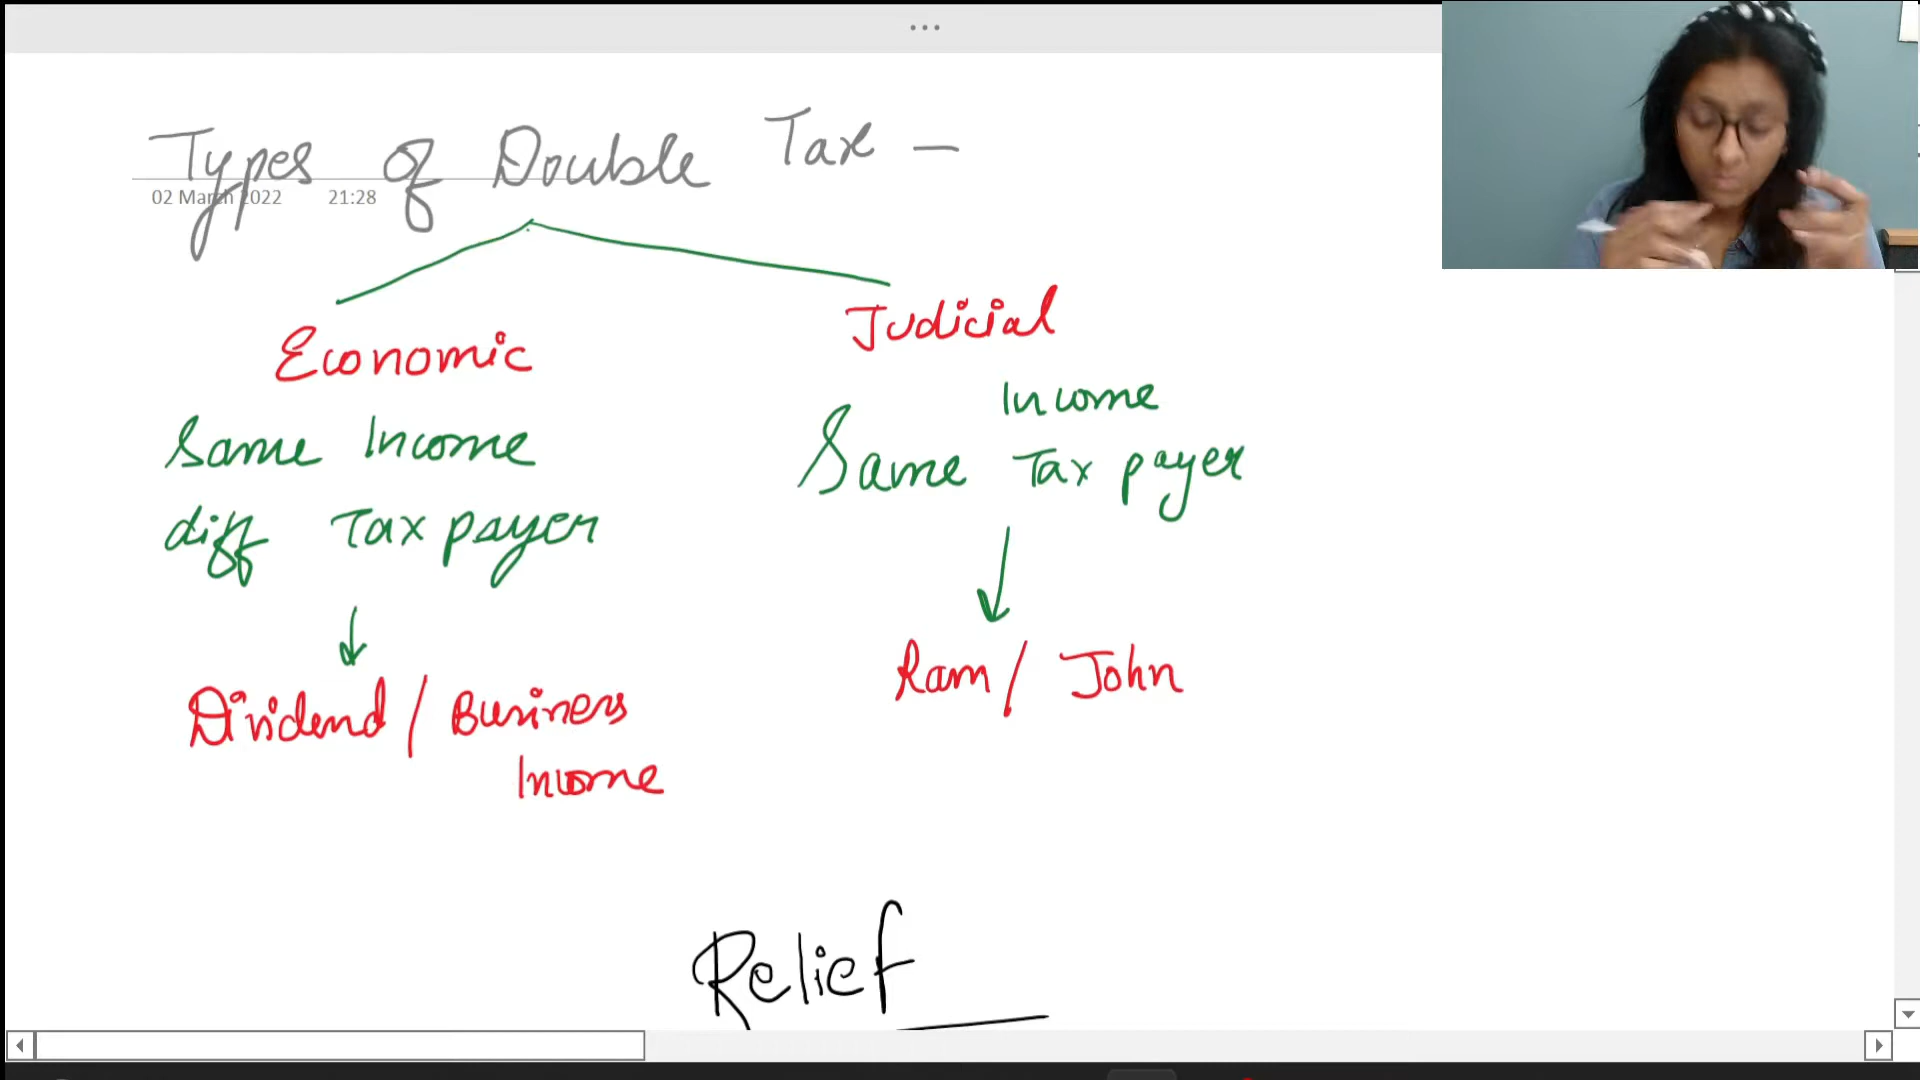 Types of Double Tax —
02 March 2022 21:28
Economic
Same Income
diff Tax payer
Dividend / Business
Income
Judicial
Income
Same Tax payer
Ram / John
Relief